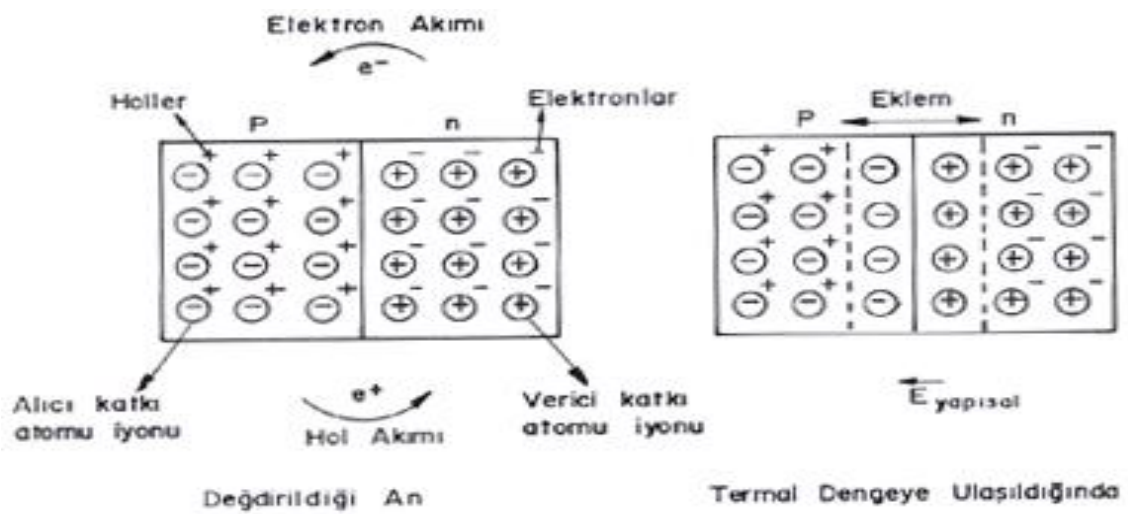 Elektron Akımı
e⁻
Holler
P
n
Elektronlar
P
Eklem
n
Alıcı katkı
atomu iyonu
e⁺
Hol Akımı
Verici katkı
atomu iyonu
E yapısal
Değdirildiği An
Termal Dengeye Ulaşıldığında